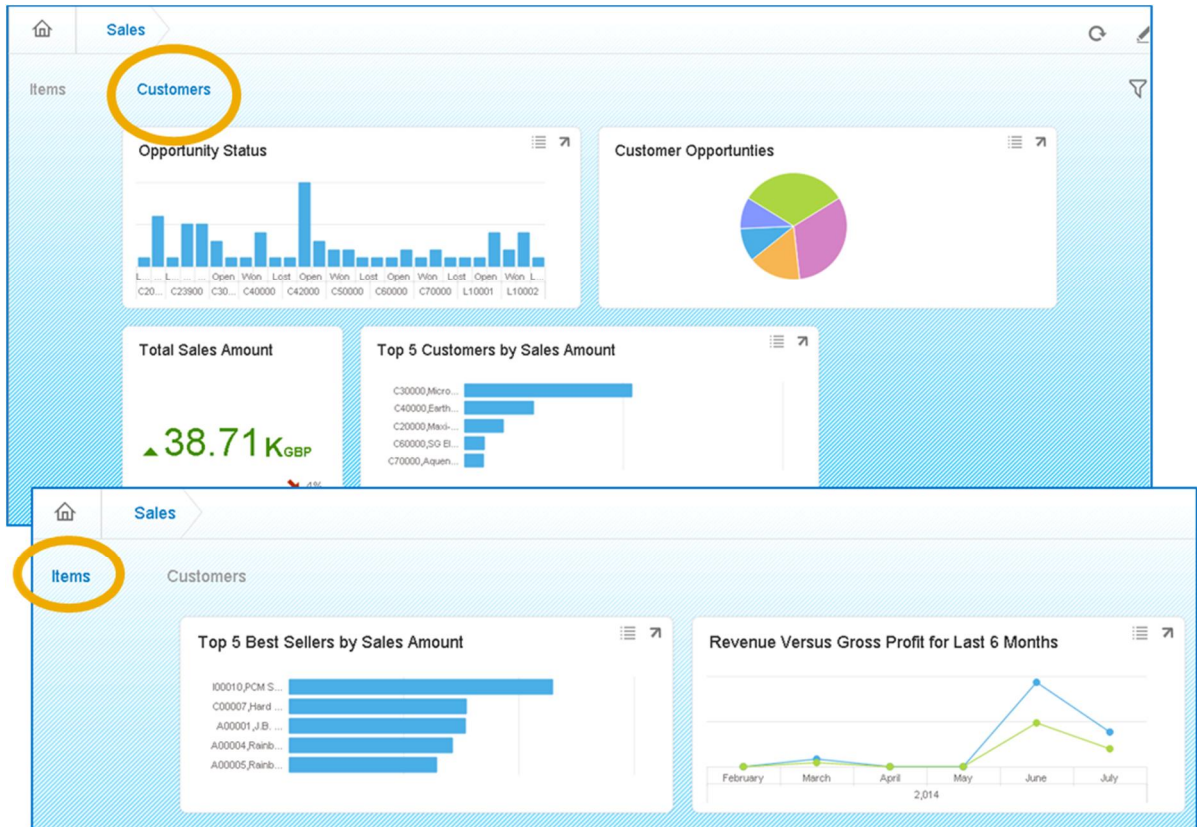 Sales
Items
Customers
Opportunity Status
L... ... L... ... ... Open Won Lost Open Won Lost Open Won Lost Open Won L...
C20... C23900 C30... C40000 C42000 C50000 C60000 C70000 L10001 L10002
Customer Opportunties
Total Sales Amount
38.71 K GBP
4%
Top 5 Customers by Sales Amount
C30000,Micro...
C40000,Earth...
C20000,Maxi-...
C60000,SG El...
C70000,Aquen...
Sales
Items
Customers
Top 5 Best Sellers by Sales Amount
I00010,PCM S...
C00007,Hard ...
A00001,J.B. ...
A00004,Rainb...
A00005,Rainb...
Revenue Versus Gross Profit for Last 6 Months
February March April May June July
2,014